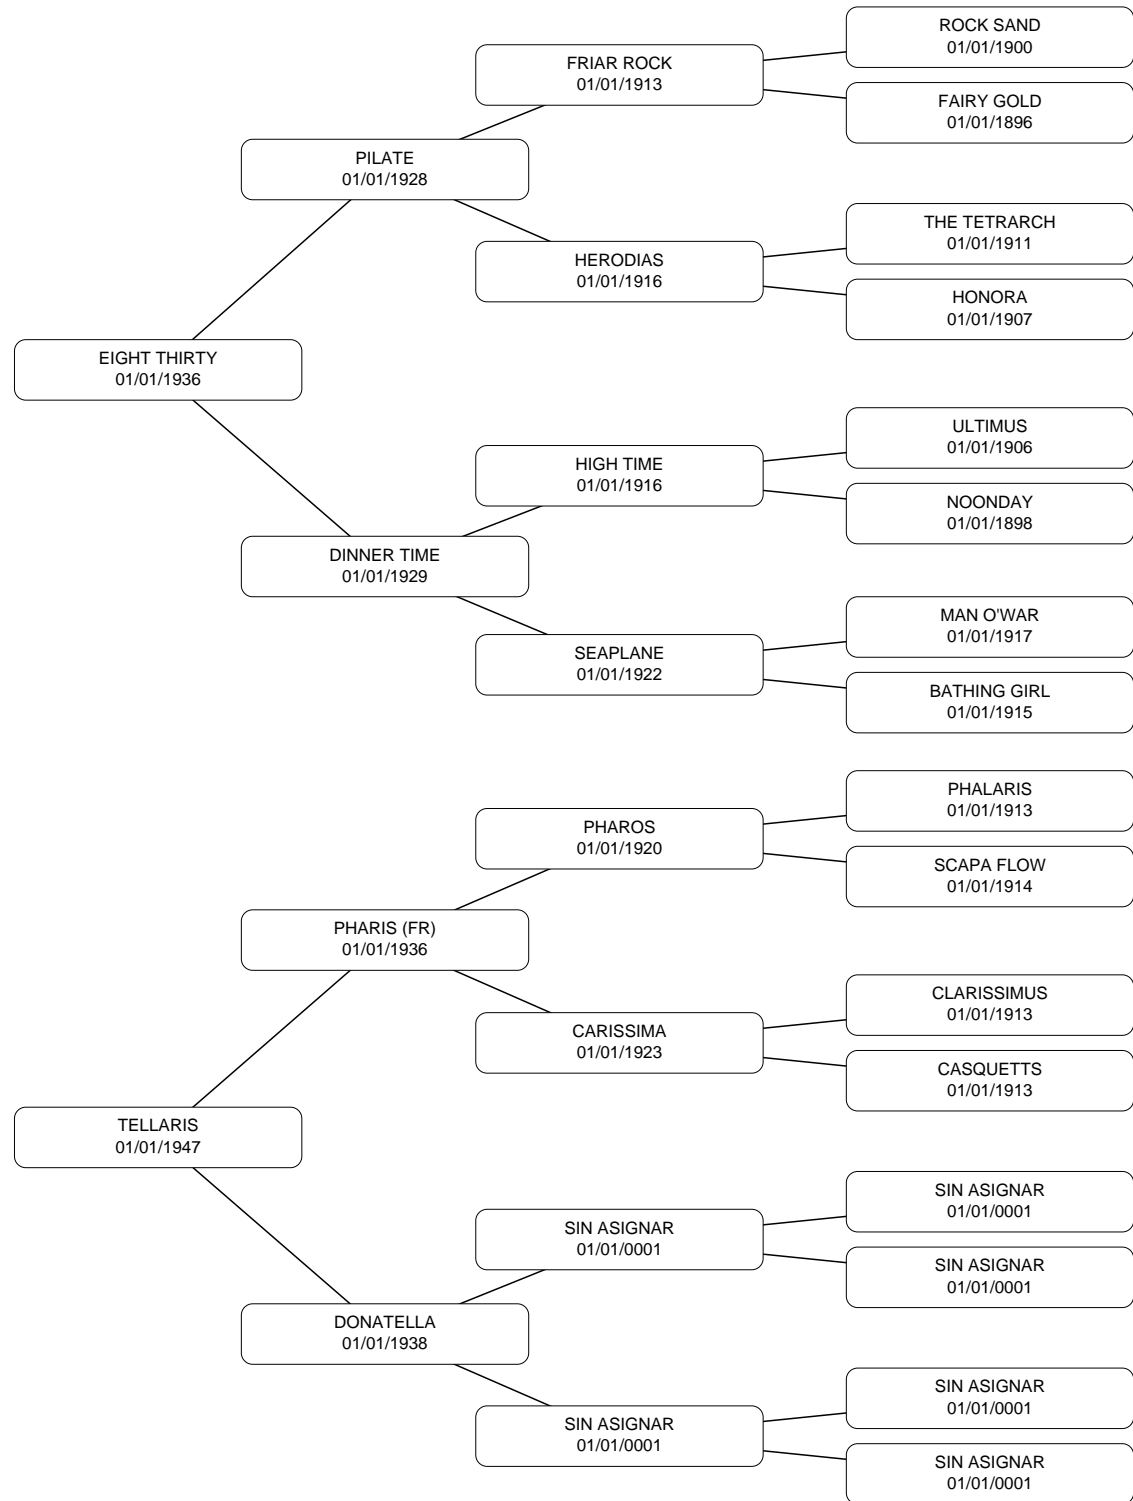 ROCK SAND
01/01/1900
FRIAR ROCK
01/01/1913
FAIRY GOLD
01/01/1896
PILATE
01/01/1928
THE TETRARCH
01/01/1911
HERODIAS
01/01/1916
HONORA
01/01/1907
EIGHT THIRTY
01/01/1936
ULTIMUS
01/01/1906
HIGH TIME
01/01/1916
NOONDAY
01/01/1898
DINNER TIME
01/01/1929
MAN O'WAR
01/01/1917
SEAPLANE
01/01/1922
BATHING GIRL
01/01/1915
PHALARIS
01/01/1913
PHAROS
01/01/1920
SCAPA FLOW
01/01/1914
PHARIS (FR)
01/01/1936
CLARISSIMUS
01/01/1913
CARISSIMA
01/01/1923
CASQUETTS
01/01/1913
TELLARIS
01/01/1947
SIN ASIGNAR
01/01/0001
SIN ASIGNAR
01/01/0001
SIN ASIGNAR
01/01/0001
DONATELLA
01/01/1938
SIN ASIGNAR
01/01/0001
SIN ASIGNAR
01/01/0001
SIN ASIGNAR
01/01/0001